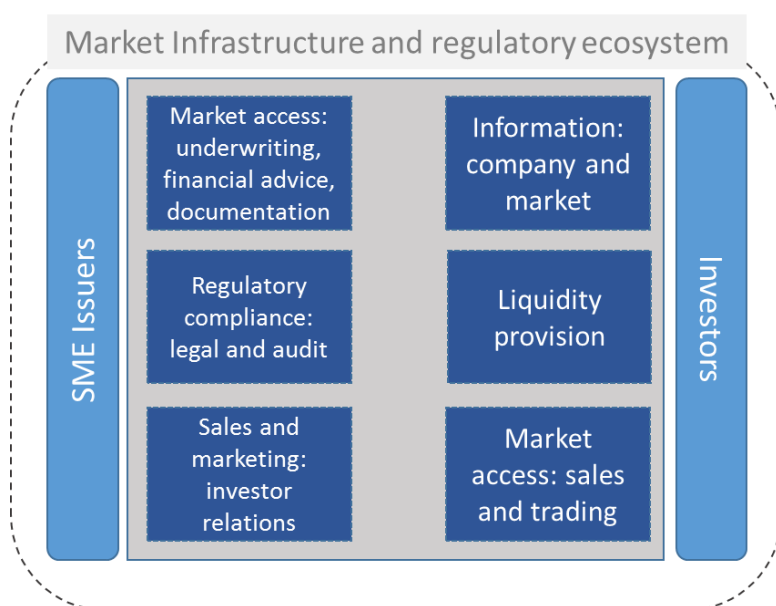 Market Infrastructure and regulatory ecosystem
SME Issuers
Market access:
underwriting,
financial advice,
documentation
Regulatory
compliance:
legal and audit
Sales and
marketing:
investor
relations
Information:
company and
market
Liquidity
provision
Market
access: sales
and trading
Investors